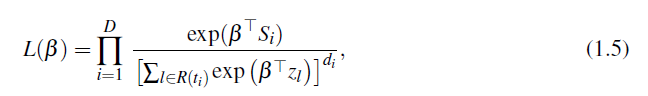 L(β) = ∏_{i=1}^{D} exp(β^⊤ S_i) / [∑_{l∈R(t_i)} exp (β^⊤ z_l)]^{d_i}, (1.5)